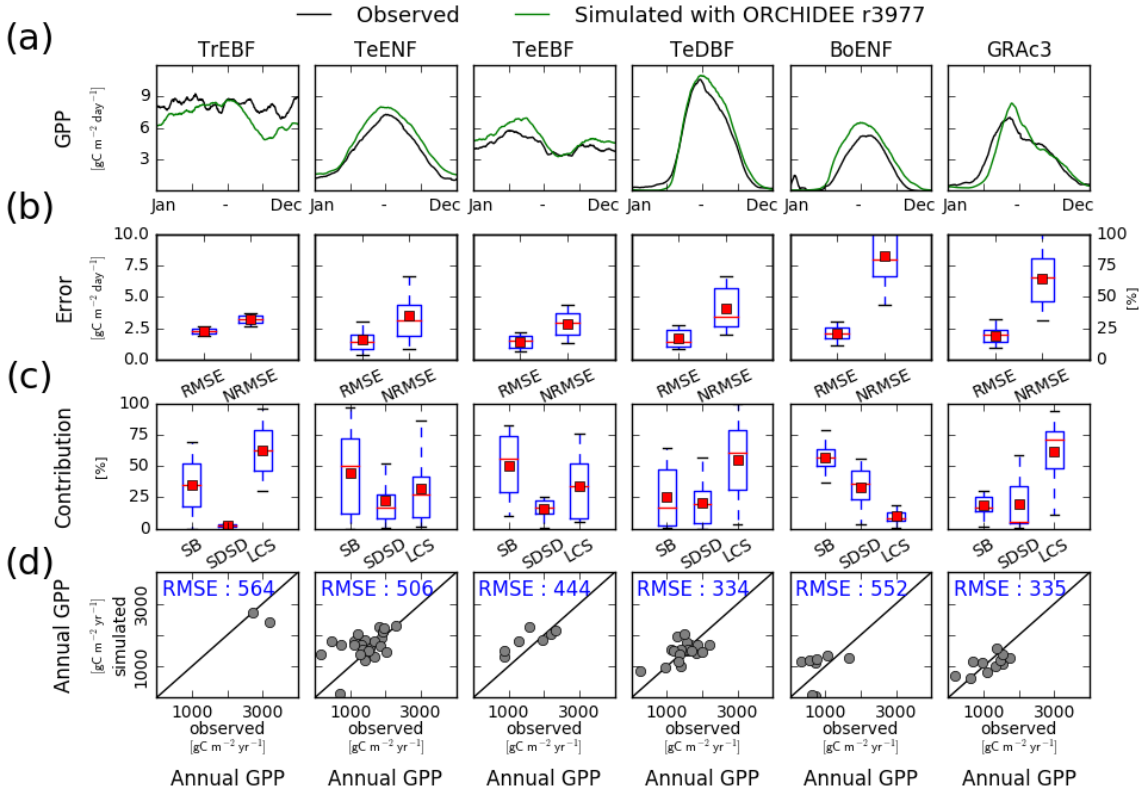 Observed Simulated with ORCHIDEE r3977
(a)
TrEBF TeENF TeEBF TeDBF BoENF GRAc3
GPP
[gC m⁻² day⁻¹]
9
6
3
Jan - Dec Jan - Dec Jan - Dec Jan - Dec Jan - Dec Jan - Dec
(b)
Error
[gC m⁻² day⁻¹]
10.0 100
7.5 75
5.0 50
2.5 25
0.0 0
[%]
RMSE NRMSE RMSE NRMSE RMSE NRMSE RMSE NRMSE RMSE NRMSE RMSE NRMSE
(c)
Contribution
[%]
100
75
50
25
0
SB SDSD LCS SB SDSD LCS SB SDSD LCS SB SDSD LCS SB SDSD LCS SB SDSD LCS
(d)
RMSE : 564 RMSE : 506 RMSE : 444 RMSE : 334 RMSE : 552 RMSE : 335
Annual GPP
[gC m⁻² yr⁻¹]
simulated
3000
1000
1000 3000 1000 3000 1000 3000 1000 3000 1000 3000 1000 3000
observed observed observed observed observed observed
[gC m⁻² yr⁻¹] [gC m⁻² yr⁻¹] [gC m⁻² yr⁻¹] [gC m⁻² yr⁻¹] [gC m⁻² yr⁻¹] [gC m⁻² yr⁻¹]
Annual GPP Annual GPP Annual GPP Annual GPP Annual GPP Annual GPP